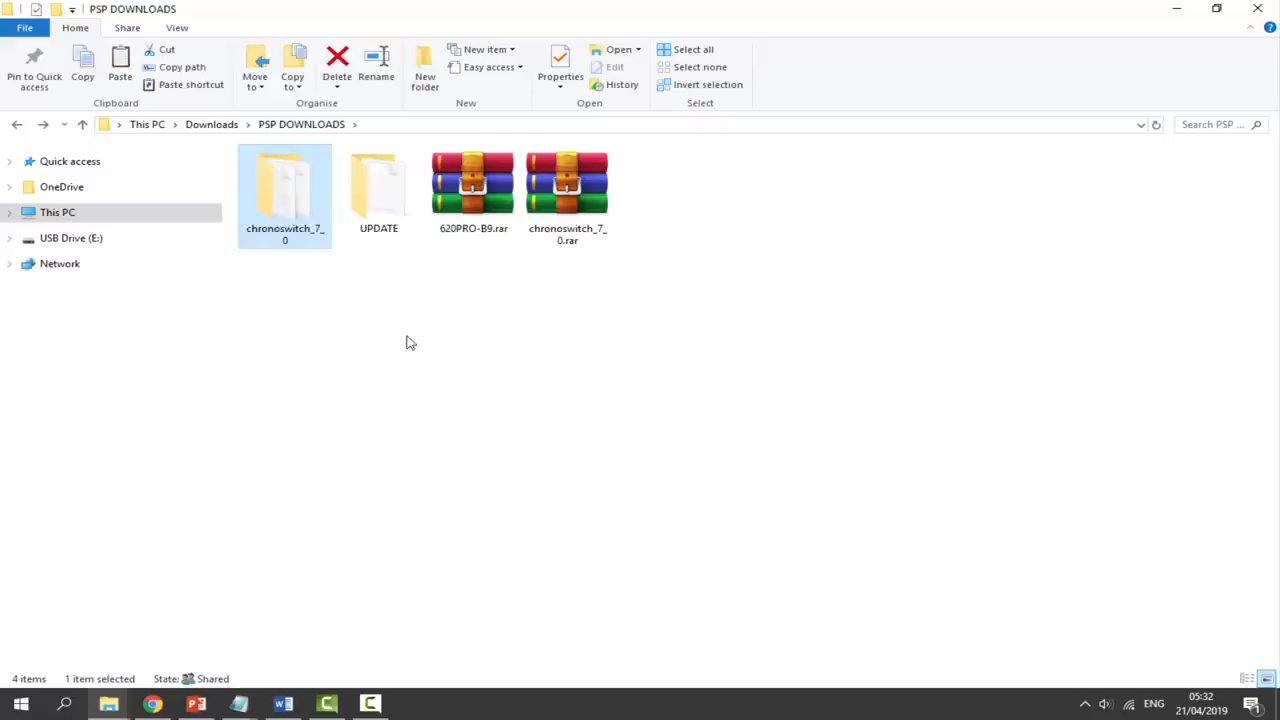 PSP DOWNLOADS
File Home Share View
Pin to Quick access
Copy
Paste
Cut
Copy path
Paste shortcut
Clipboard
Move to
Copy to
Delete
Rename
Organise
New folder
New item
Easy access
New
Properties
Open
Edit
History
Open
Select all
Select none
Invert selection
Select
This PC Downloads PSP DOWNLOADS
Search PSP ...
Quick access
OneDrive
This PC
USB Drive (E:)
Network
chronoswitch_7_
0
UPDATE
620PRO-B9.rar
chronoswitch_7_
0.rar
4 items 1 item selected State: Shared
ENG
05:32
21/04/2019
1